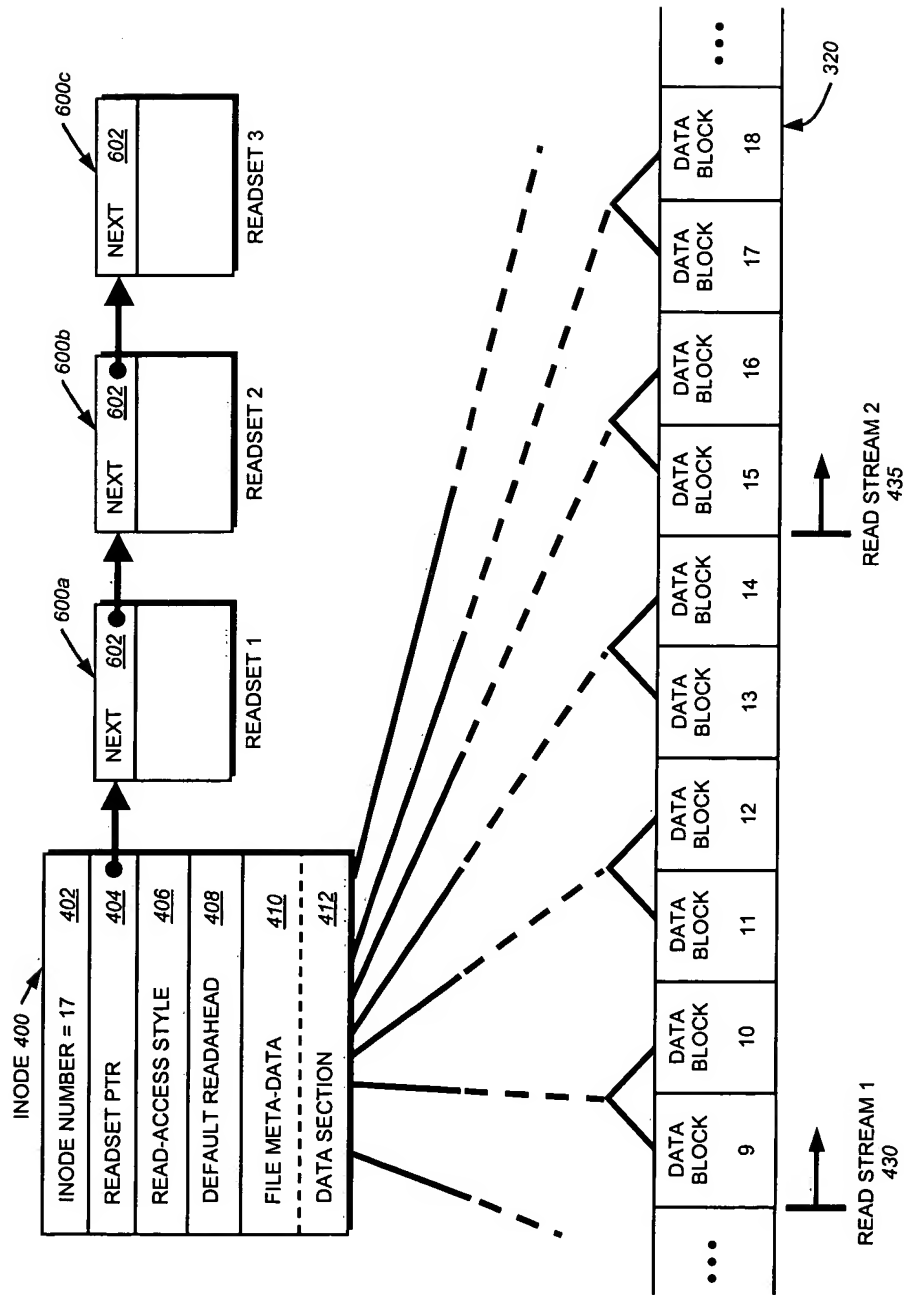 INODE 400
INODE NUMBER = 17 402
READSET PTR 404
READ-ACCESS STYLE 406
DEFAULT READAHEAD 408
FILE META-DATA 410
DATA SECTION 412
600a
NEXT 602
READSET 1
600b
NEXT 602
READSET 2
600c
NEXT 602
READSET 3
•••
DATA BLOCK 9
DATA BLOCK 10
DATA BLOCK 11
DATA BLOCK 12
DATA BLOCK 13
DATA BLOCK 14
DATA BLOCK 15
DATA BLOCK 16
DATA BLOCK 17
DATA BLOCK 18
•••
320
READ STREAM 1
430
READ STREAM 2
435